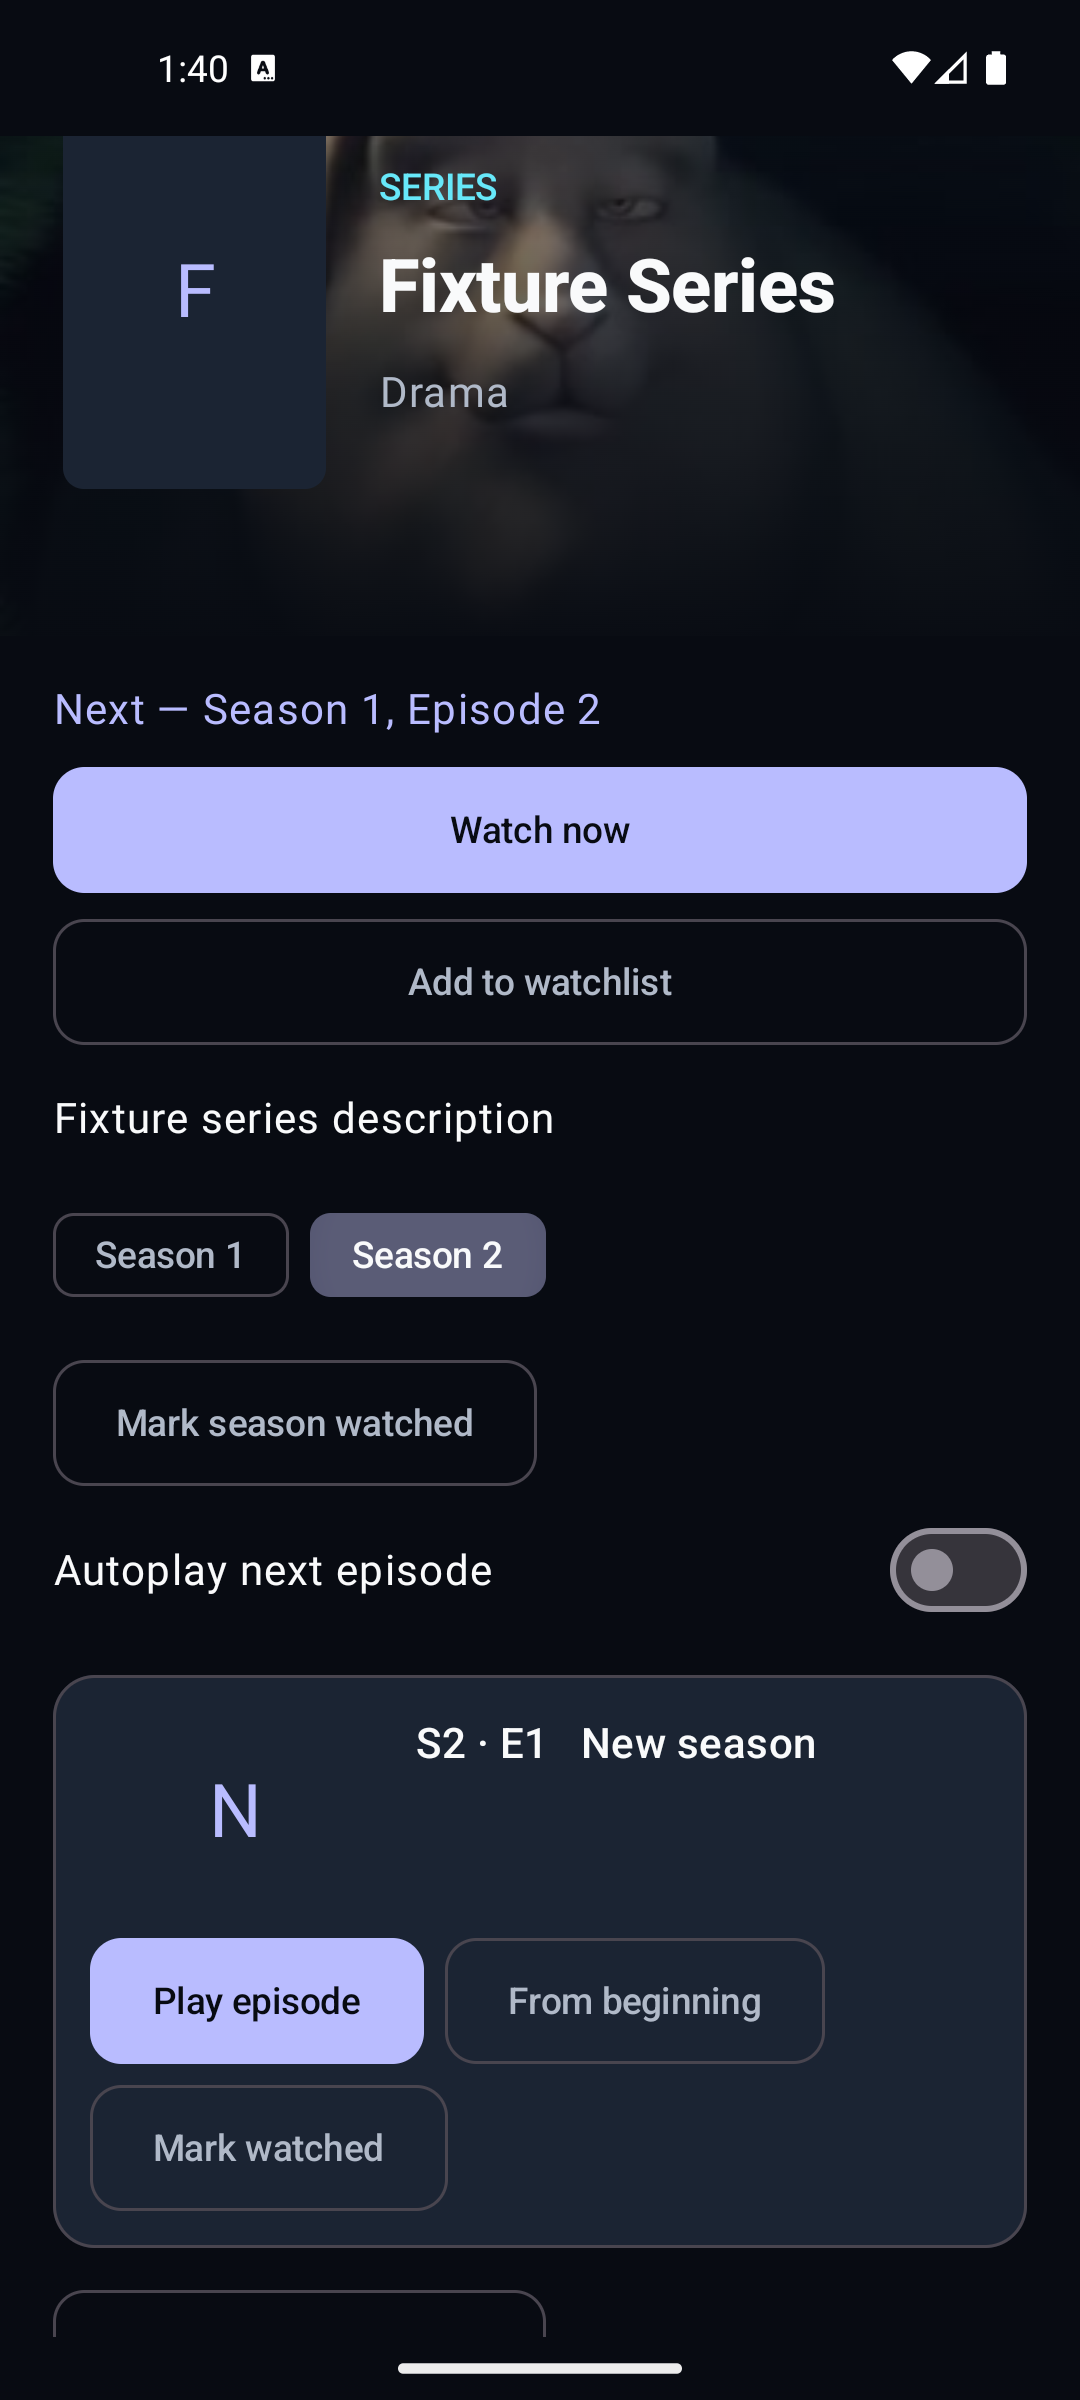 1:40
SERIES
F
Fixture Series
Drama
Next — Season 1, Episode 2
Watch now
Add to watchlist
Fixture series description
Season 1 Season 2
Mark season watched
Autoplay next episode
S2 · E1 New season
N
Play episode From beginning
Mark watched